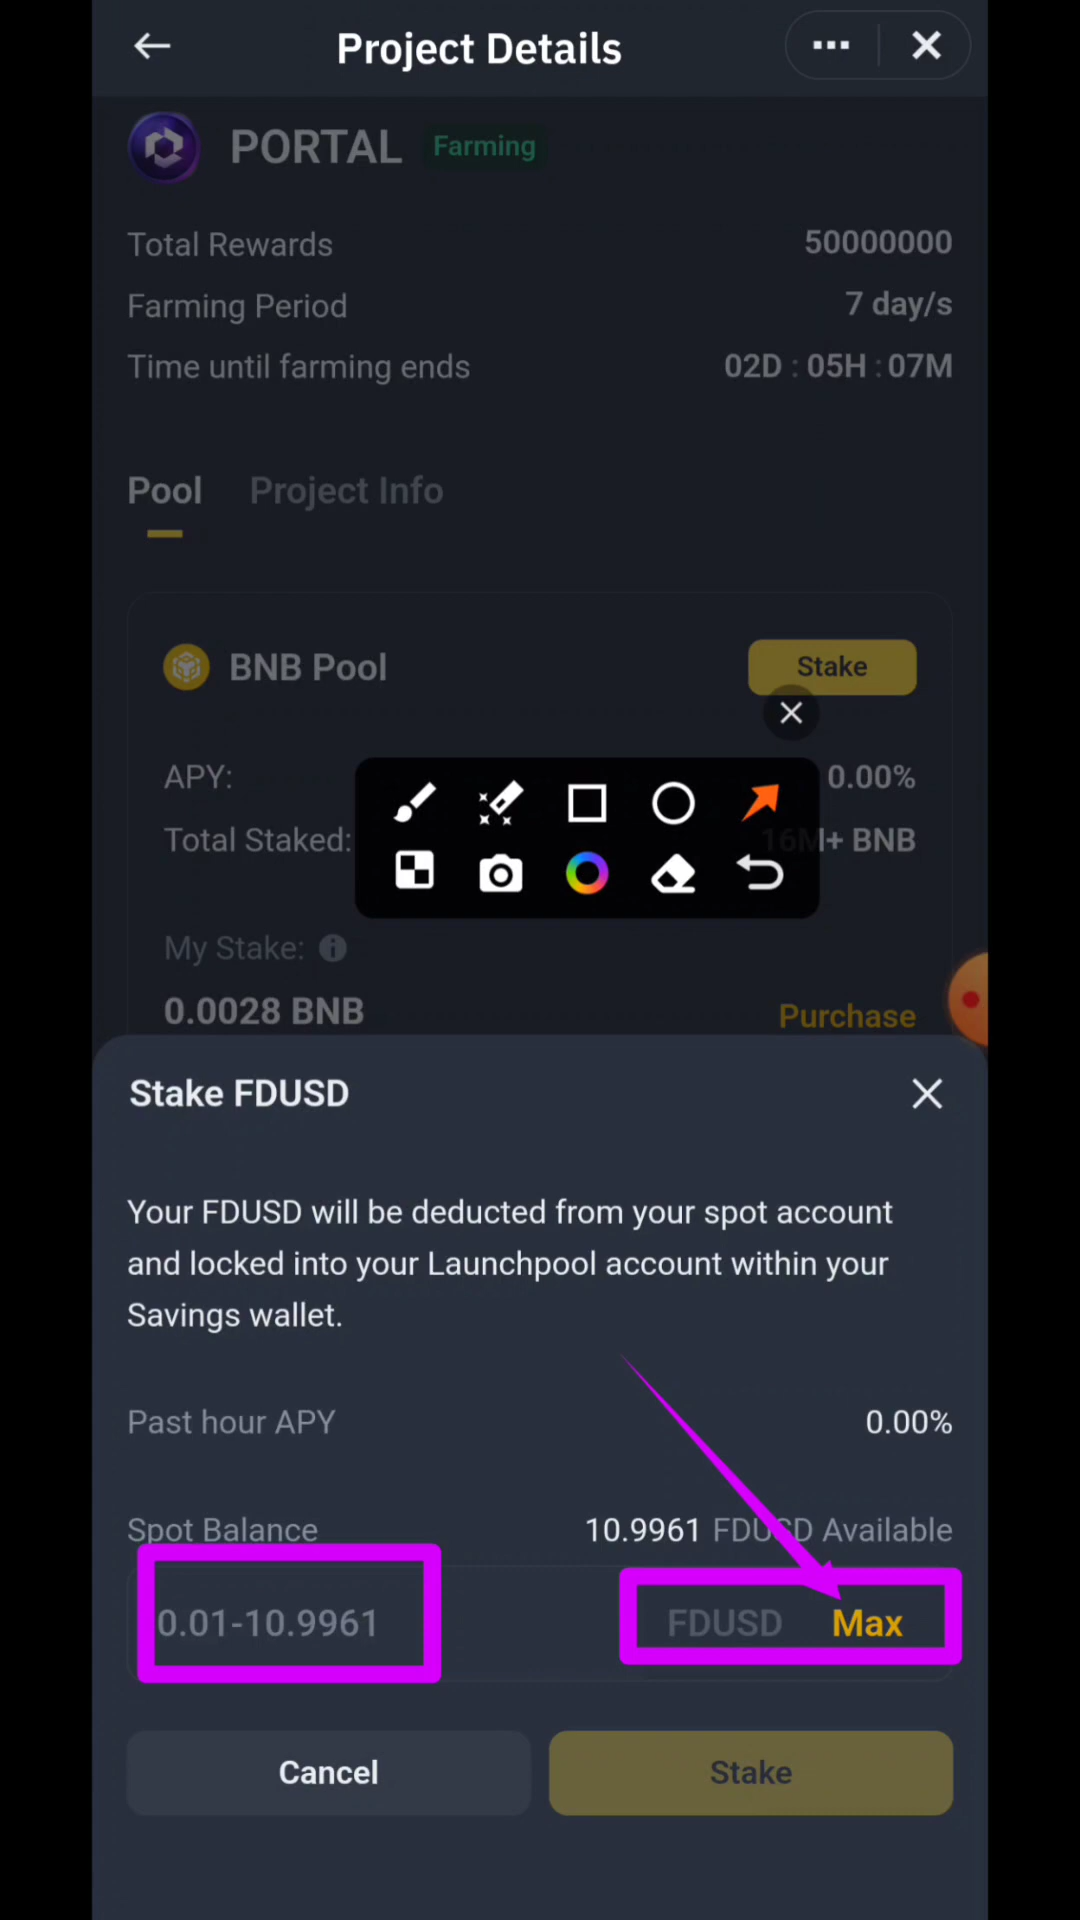 Project Details
PORTAL Farming
Total Rewards 50000000
Farming Period 7 day/s
Time until farming ends 02D : 05H : 07M
Pool Project Info
BNB Pool Stake
APY: 0.00%
Total Staked: 16M+ BNB
My Stake:
0.0028 BNB Purchase
Stake FDUSD
Your FDUSD will be deducted from your spot account
and locked into your Launchpool account within your
Savings wallet.
Past hour APY 0.00%
Spot Balance 10.9961 FDUSD Available
0.01-10.9961 FDUSD Max
Cancel Stake